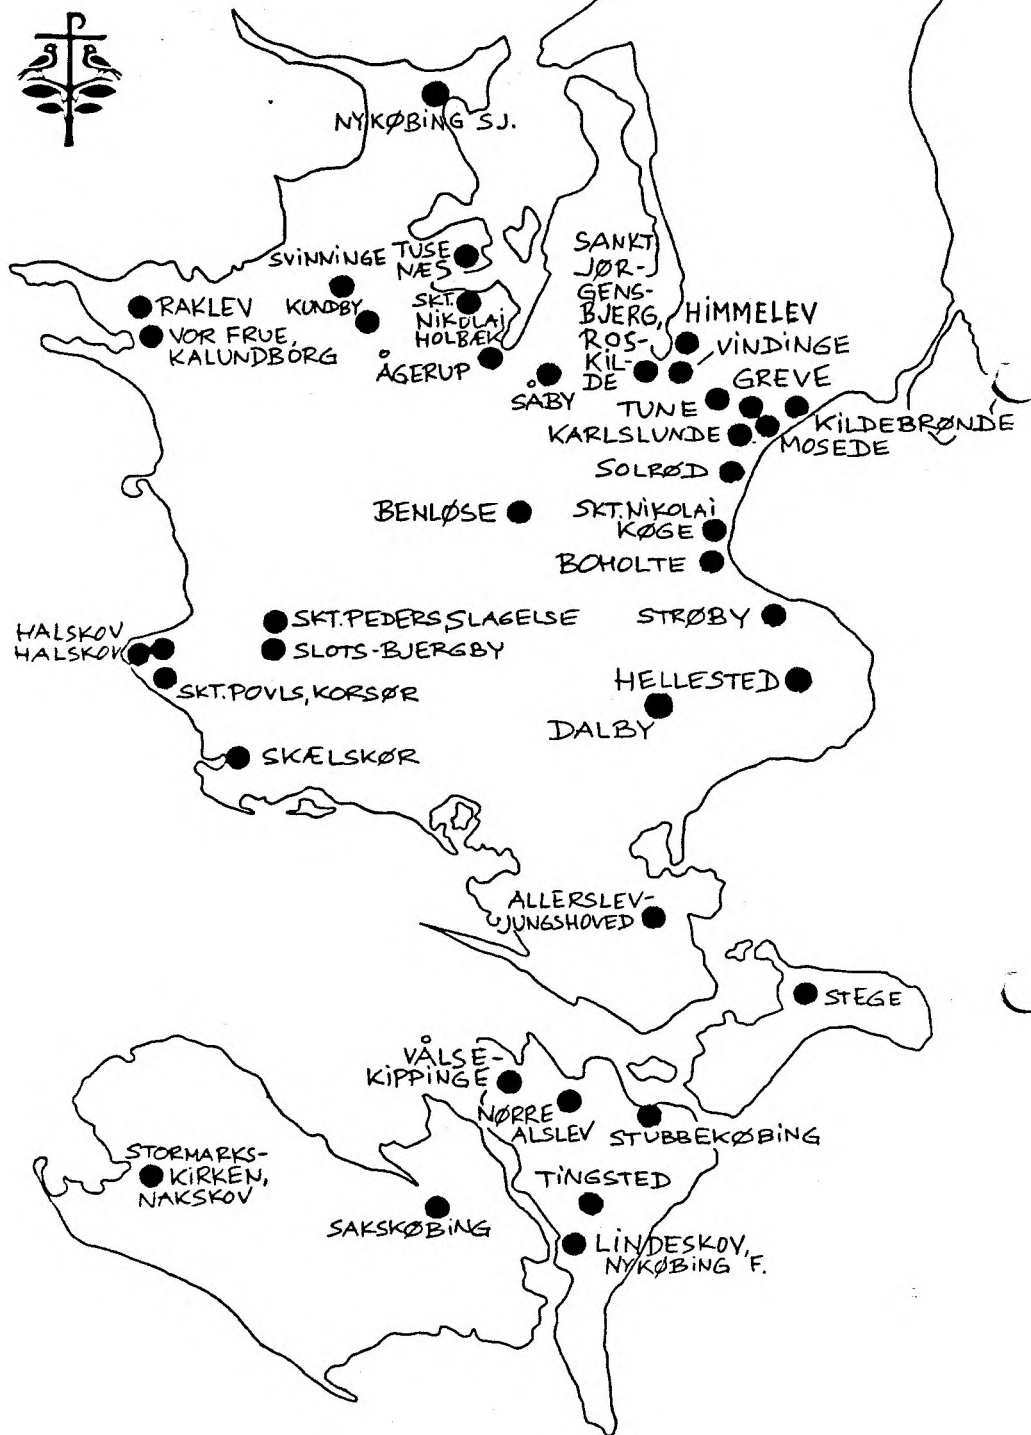 NYKØBING SJ.
SVINNINGE
TUSE
NÆS
SANKT
JØR-
GENS-
BJERG,
ROS-
KIL-
DE
RAKLEV
KUNDBY
SKT.
NIKOLAI
HOLBÆK
HIMMELEV
VOR FRUE,
KALUNDBORG
VINDINGE
ÅGERUP
GREVE
SÅBY
TUNE
KILDEBRØNDE
KARLSLUNDE
MOSEDE
SOLRØD
BENLØSE
SKT. NIKOLAI
KØGE
BOHOLTE
SKT. PEDERS, SLAGELSE
STRØBY
HALSKOV
HALSKOV
SLOTS-BJERGBY
SKT. POVLS, KORSØR
HELLESTED
DALBY
SKÆLSKØR
ALLERSLEV-
JUNGSHOVED
STEGE
VÅLSE-
KIPPINGE
NØRRE
ALSLEV
STUBBEKØBING
STORMARKS-
KIRKEN,
NAKSKOV
TINGSTED
SAKSKØBING
LINDESKOV,
NYKØBING F.